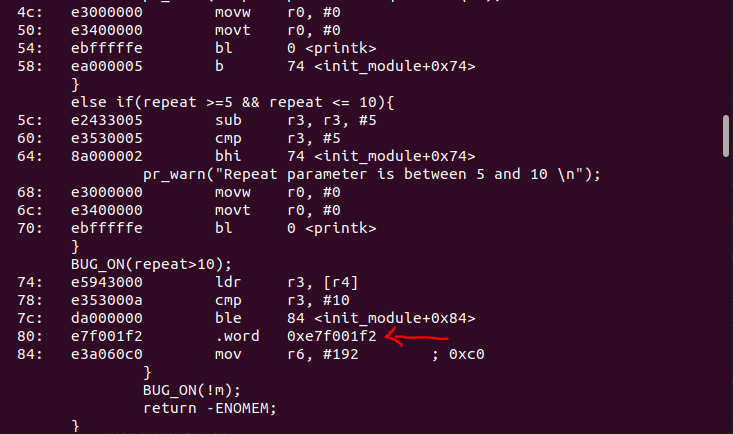 4c: e3000000 movw r0, #0
50: e3400000 movt r0, #0
54: ebfffffe bl 0 <printk>
58: ea000005 b 74 <init_module+0x74>
}
else if(repeat >=5 && repeat <= 10){
5c: e2433005 sub r3, r3, #5
60: e3530005 cmp r3, #5
64: 8a000002 bhi 74 <init_module+0x74>
pr_warn("Repeat parameter is between 5 and 10 \n");
68: e3000000 movw r0, #0
6c: e3400000 movt r0, #0
70: ebfffffe bl 0 <printk>
}
BUG_ON(repeat>10);
74: e5943000 ldr r3, [r4]
78: e353000a cmp r3, #10
7c: da000000 ble 84 <init_module+0x84>
80: e7f001f2 .word 0xe7f001f2
84: e3a060c0 mov r6, #192 ; 0xc0
}
BUG_ON(!m);
return -ENOMEM;
}